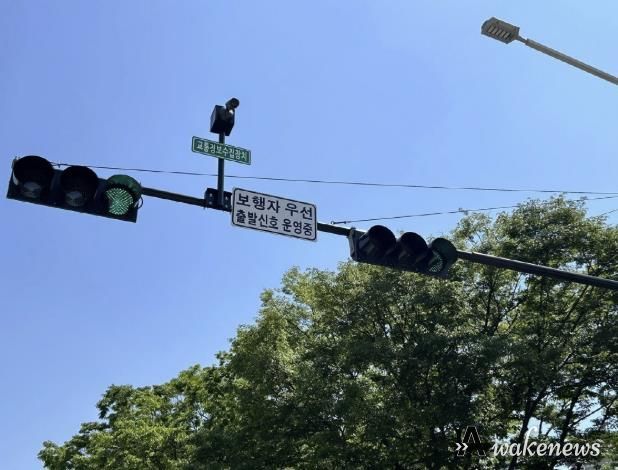 교통정보수집장치
보행자 우선
출발신호 운영중
Awakenews